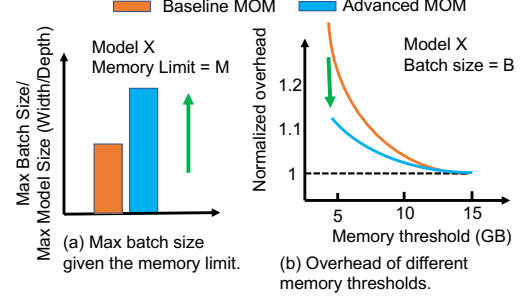 Baseline MOM
Advanced MOM
Max Batch Size/
Max Model Size (Width/Depth)
Model X
Memory Limit = M
(a) Max batch size
given the memory limit.
Normalized overhead
1.2
1.1
1
Model X
Batch size = B
5
10
15
Memory threshold (GB)
(b) Overhead of different
memory thresholds.